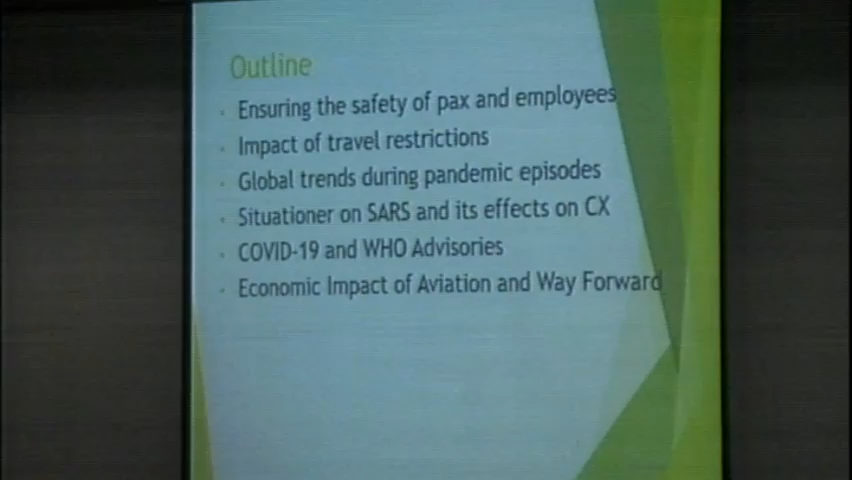 Outline
Ensuring the safety of pax and employees
Impact of travel restrictions
Global trends during pandemic episodes
Situationer on SARS and its effects on CX
COVID-19 and WHO Advisories
Economic Impact of Aviation and Way Forward